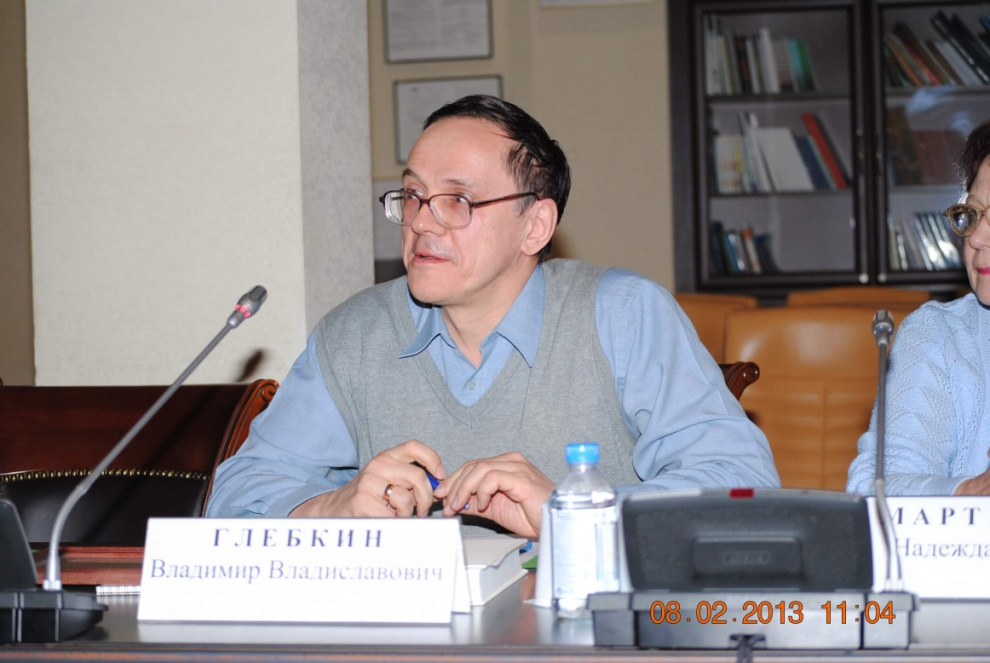 ГЛЕБКИН
Владимир Владиславович
МАРТ
Надежда
08.02.2013 11:04